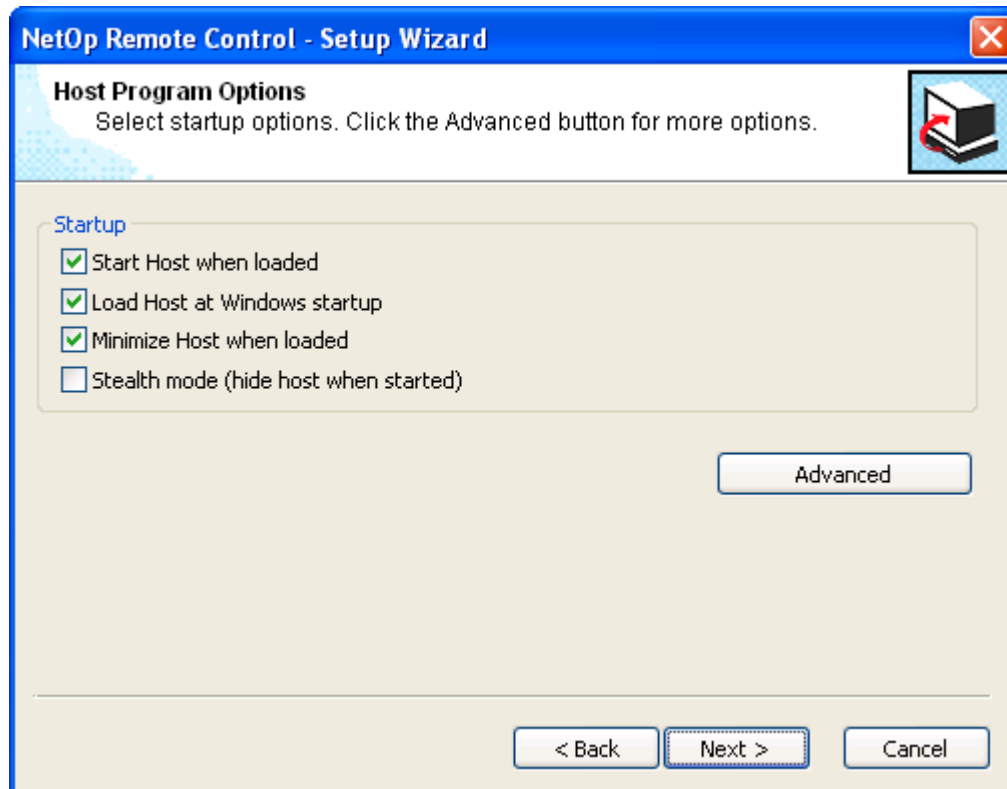 NetOp Remote Control - Setup Wizard
Host Program Options
Select startup options. Click the Advanced button for more options.
Startup
Start Host when loaded
Load Host at Windows startup
Minimize Host when loaded
Stealth mode (hide host when started)
Advanced
< Back Next > Cancel